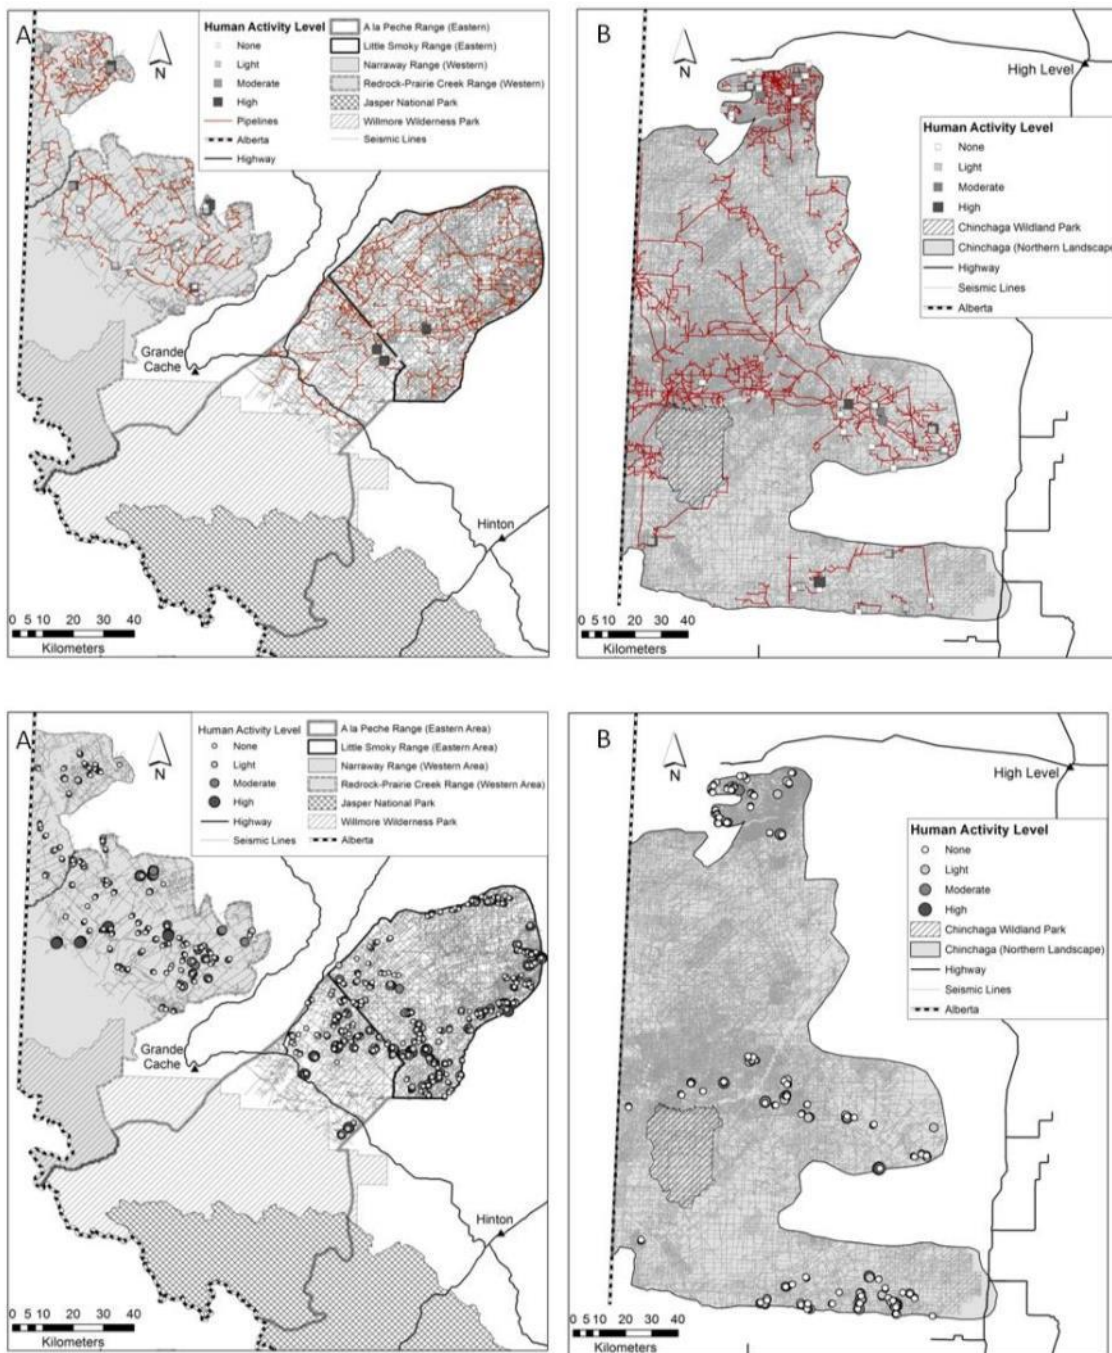 A
N
Human Activity Level
None
Light
Moderate
High
Pipelines
Alberta
Highway
A la Peche Range (Eastern)
Little Smoky Range (Eastern)
Narraway Range (Western)
Redrock-Prairie Creek Range (Western)
Jasper National Park
Willmore Wilderness Park
Seismic Lines
Grande
Cache
Hinton
0 5 10 20 30 40
Kilometers
B
N
High Level
Human Activity Level
None
Light
Moderate
High
Chinchaga Wildland Park
Chinchaga (Northern Landscape
Highway
Seismic Lines
Alberta
0 5 10 20 30 40
Kilometers
A
N
Human Activity Level
None
Light
Moderate
High
Highway
Seismic Lines
A la Peche Range (Eastern Area)
Little Smoky Range (Eastern Area)
Narraway Range (Western Area)
Redrock-Prairie Creek Range (Western Area)
Jasper National Park
Willmore Wilderness Park
Alberta
Grande
Cache
Hinton
0 5 10 20 30 40
Kilometers
B
N
High Level
Human Activity Level
None
Light
Moderate
High
Chinchaga Wildland Park
Chinchaga (Northern Landscape)
Highway
Seismic Lines
Alberta
0 5 10 20 30 40
Kilometers